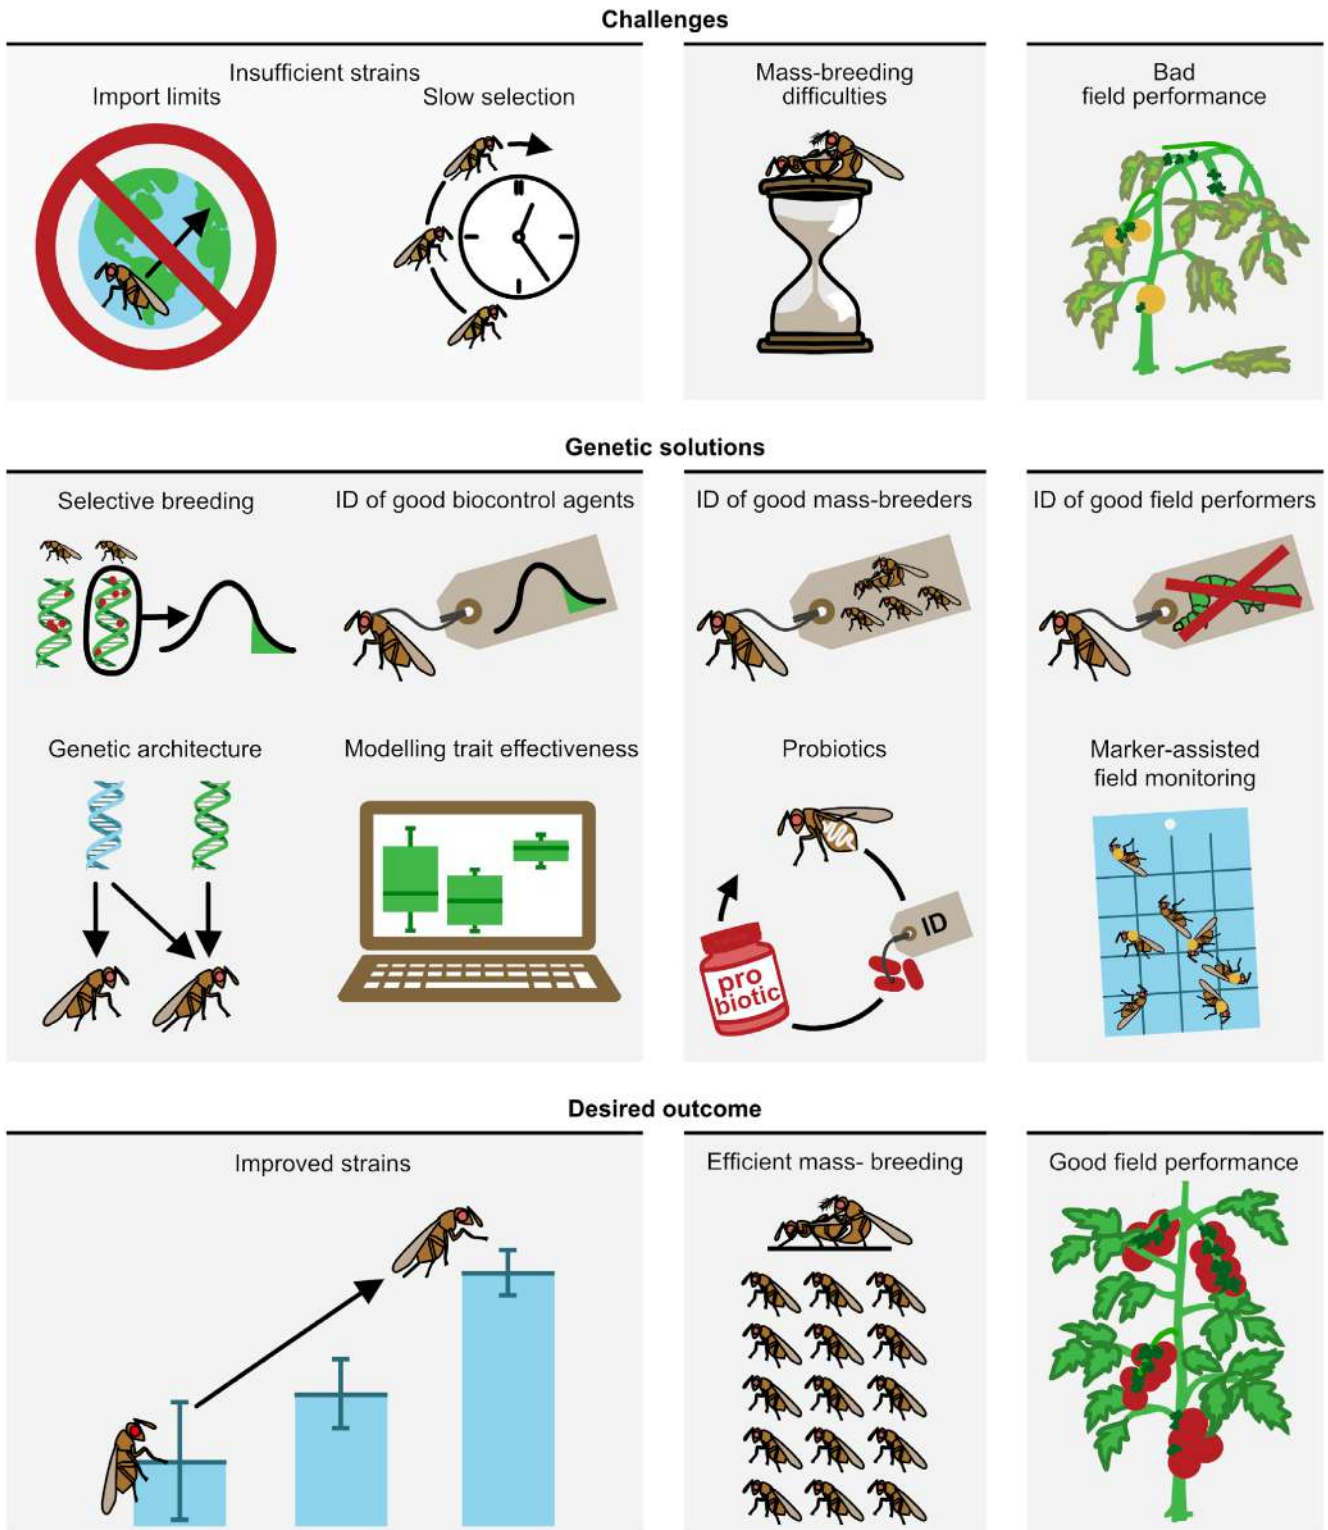 Challenges
Insufficient strains
Import limits
Slow selection
Mass-breeding
difficulties
Bad
field performance
Genetic solutions
Selective breeding
ID of good biocontrol agents
ID of good mass-breeders
ID of good field performers
Genetic architecture
Modelling trait effectiveness
Probiotics
Marker-assisted
field monitoring
ID
pro
biotic
Desired outcome
Improved strains
Efficient mass- breeding
Good field performance